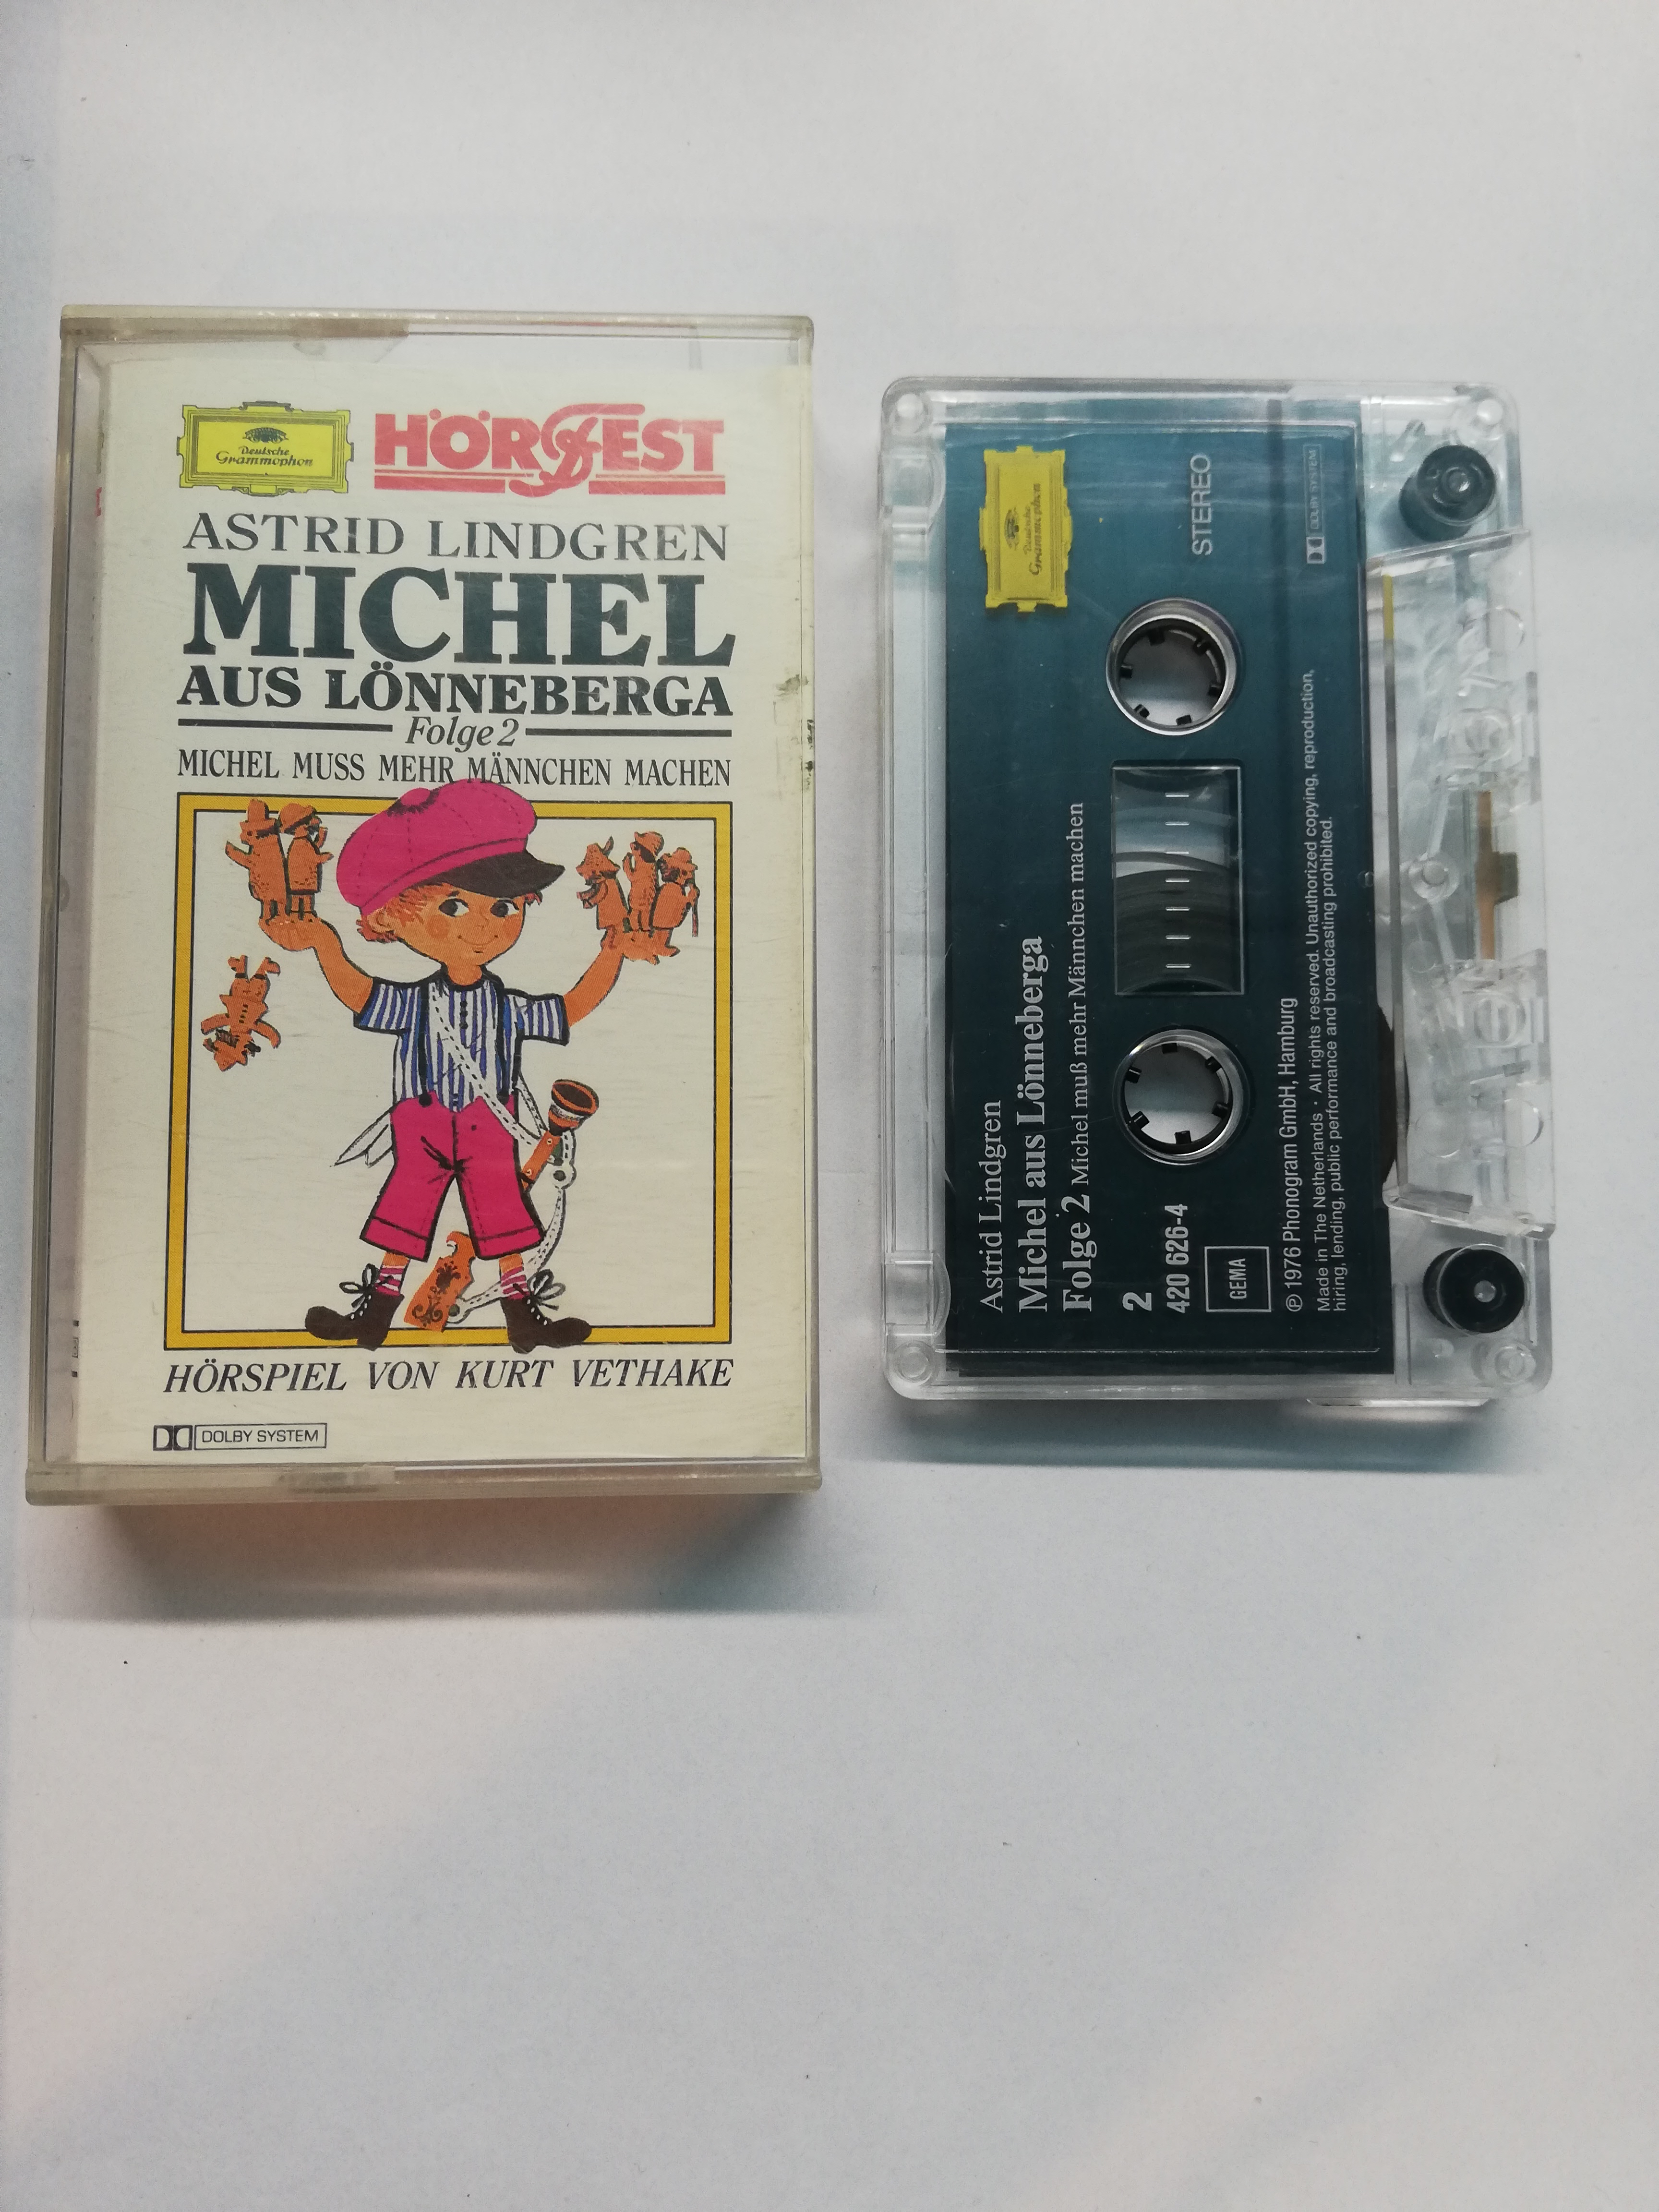 Deutsche
Grammophon
HÖRFEST
ASTRID LINDGREN
MICHEL
AUS LÖNNEBERGA
Folge 2
MICHEL MUSS MEHR MÄNNCHEN MACHEN
HÖRSPIEL VON KURT VETHAKE
DOLBY SYSTEM
Deutsche
Grammophon
STEREO
DOLBY SYSTEM
Astrid Lindgren
Michel aus Lönneberga
Folge 2 Michel muß mehr Männchen machen
2
420 626-4
GEMA
℗ 1976 Phonogram GmbH, Hamburg
Made in The Netherlands · All rights reserved. Unauthorized copying, reproduction,
hiring, lending, public performance and broadcasting prohibited.